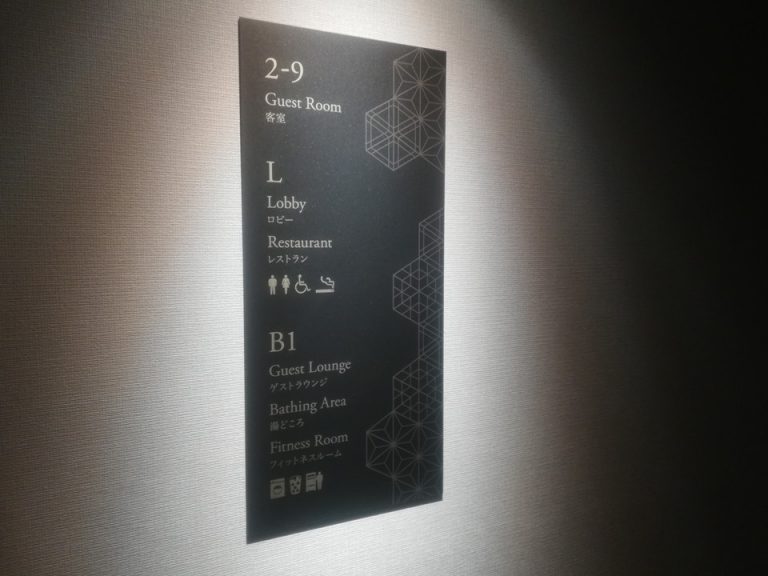 2-9
Guest Room
客室
L
Lobby
ロビー
Restaurant
レストラン
B1
Guest Lounge
ゲストラウンジ
Bathing Area
湯どころ
Fitness Room
フィットネスルーム